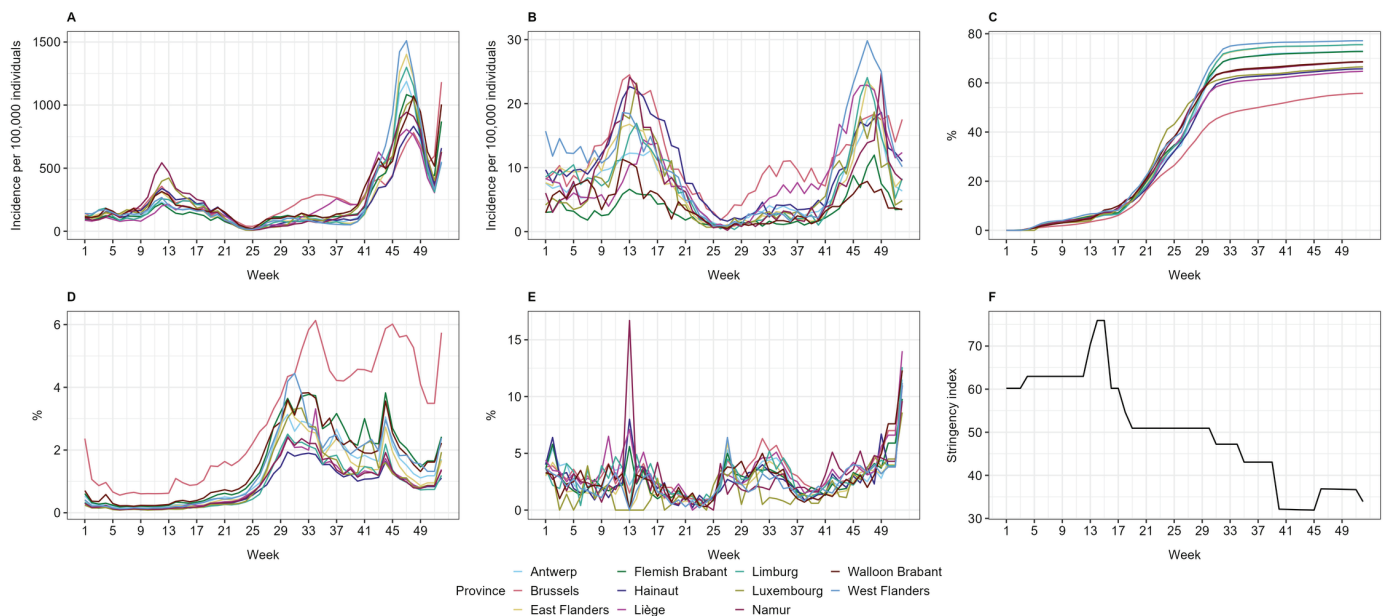 A
Incidence per 100,000 individuals
1500
1000
500
0
1 5 9 13 17 21 25 29 33 37 41 45 49
Week
B
Incidence per 100,000 individuals
30
20
10
0
1 5 9 13 17 21 25 29 33 37 41 45 49
Week
C
%
80
60
40
20
0
1 5 9 13 17 21 25 29 33 37 41 45 49
Week
D
%
6
4
2
0
1 5 9 13 17 21 25 29 33 37 41 45 49
Week
E
%
15
10
5
0
1 5 9 13 17 21 25 29 33 37 41 45 49
Week
F
Stringency index
70
60
50
40
30
1 5 9 13 17 21 25 29 33 37 41 45 49
Week
Province
Antwerp Flemish Brabant Limburg Walloon Brabant
Brussels Hainaut Luxembourg West Flanders
East Flanders Liège Namur